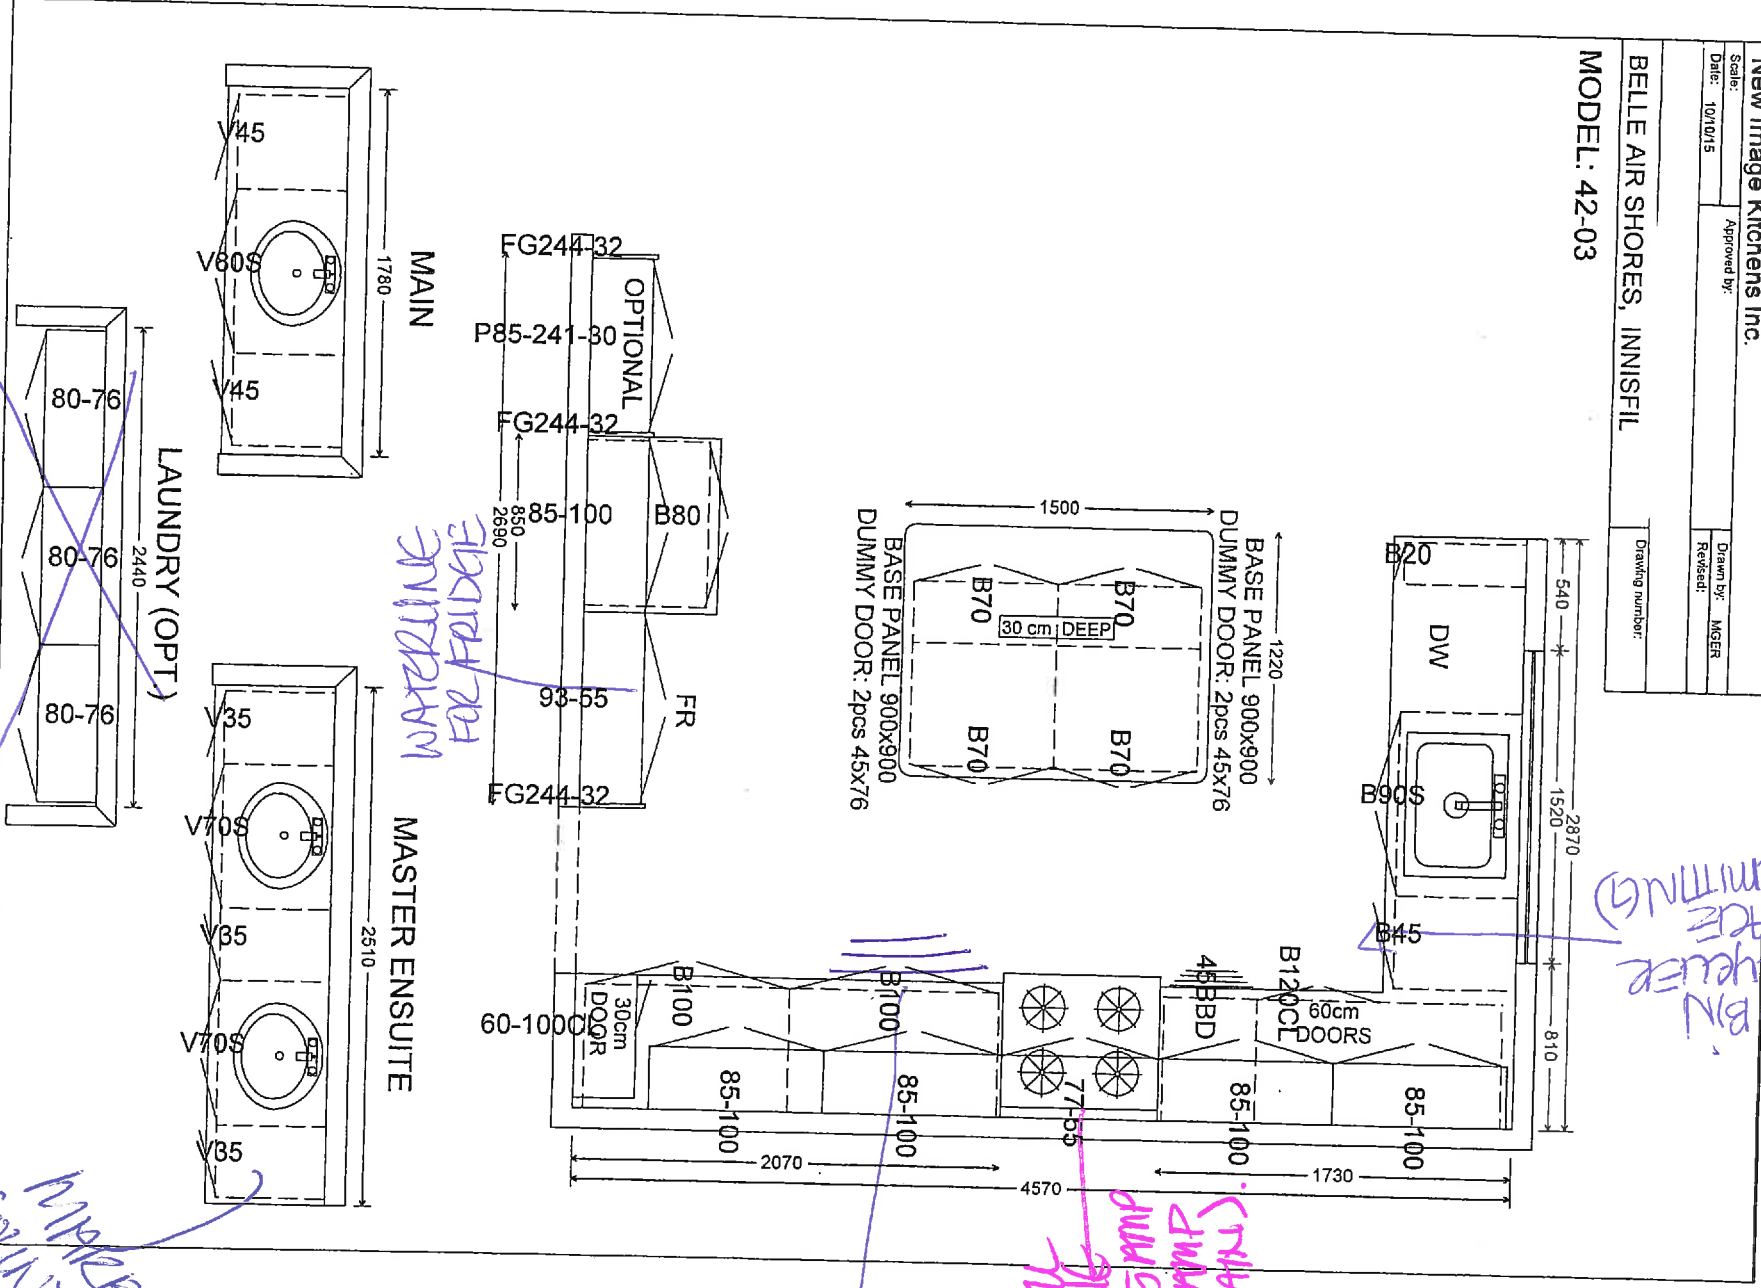 New Image Kitchens Inc.
Scale:
Date: 10/10/15
Approved by:
Drawn by: MGER
Revised:
BELLE AIR SHORES, INNISFIL
Drawing number:
MODEL: 42-03
MAIN
V45
V80S
V45
1780
LAUNDRY (OPT.)
80-76
80-76
80-76
2440
MASTER ENSUITE
V35
V70S
V35
V70S
V35
2510
FG244-32
OPTIONAL
P85-241-30
FG244-32
85-100
B80
850
2690
WATERLINE
FOR FRIDGE
93-55
FR
FG244-32
1500
1220
BASE PANEL 900x900
DUMMY DOOR: 2pcs 45x76
BASE PANEL 900x900
DUMMY DOOR: 2pcs 45x76
B70
B70
30 cm DEEP
B70
B70
B20
DW
B90S
B45
540
1520
2870
810
BIN
60-100CL
30cm
DOOR
B100
B100
45BBD
B120CL
60cm
DOORS
85-100
85-100
77-55
85-100
85-100
2070
1730
4570